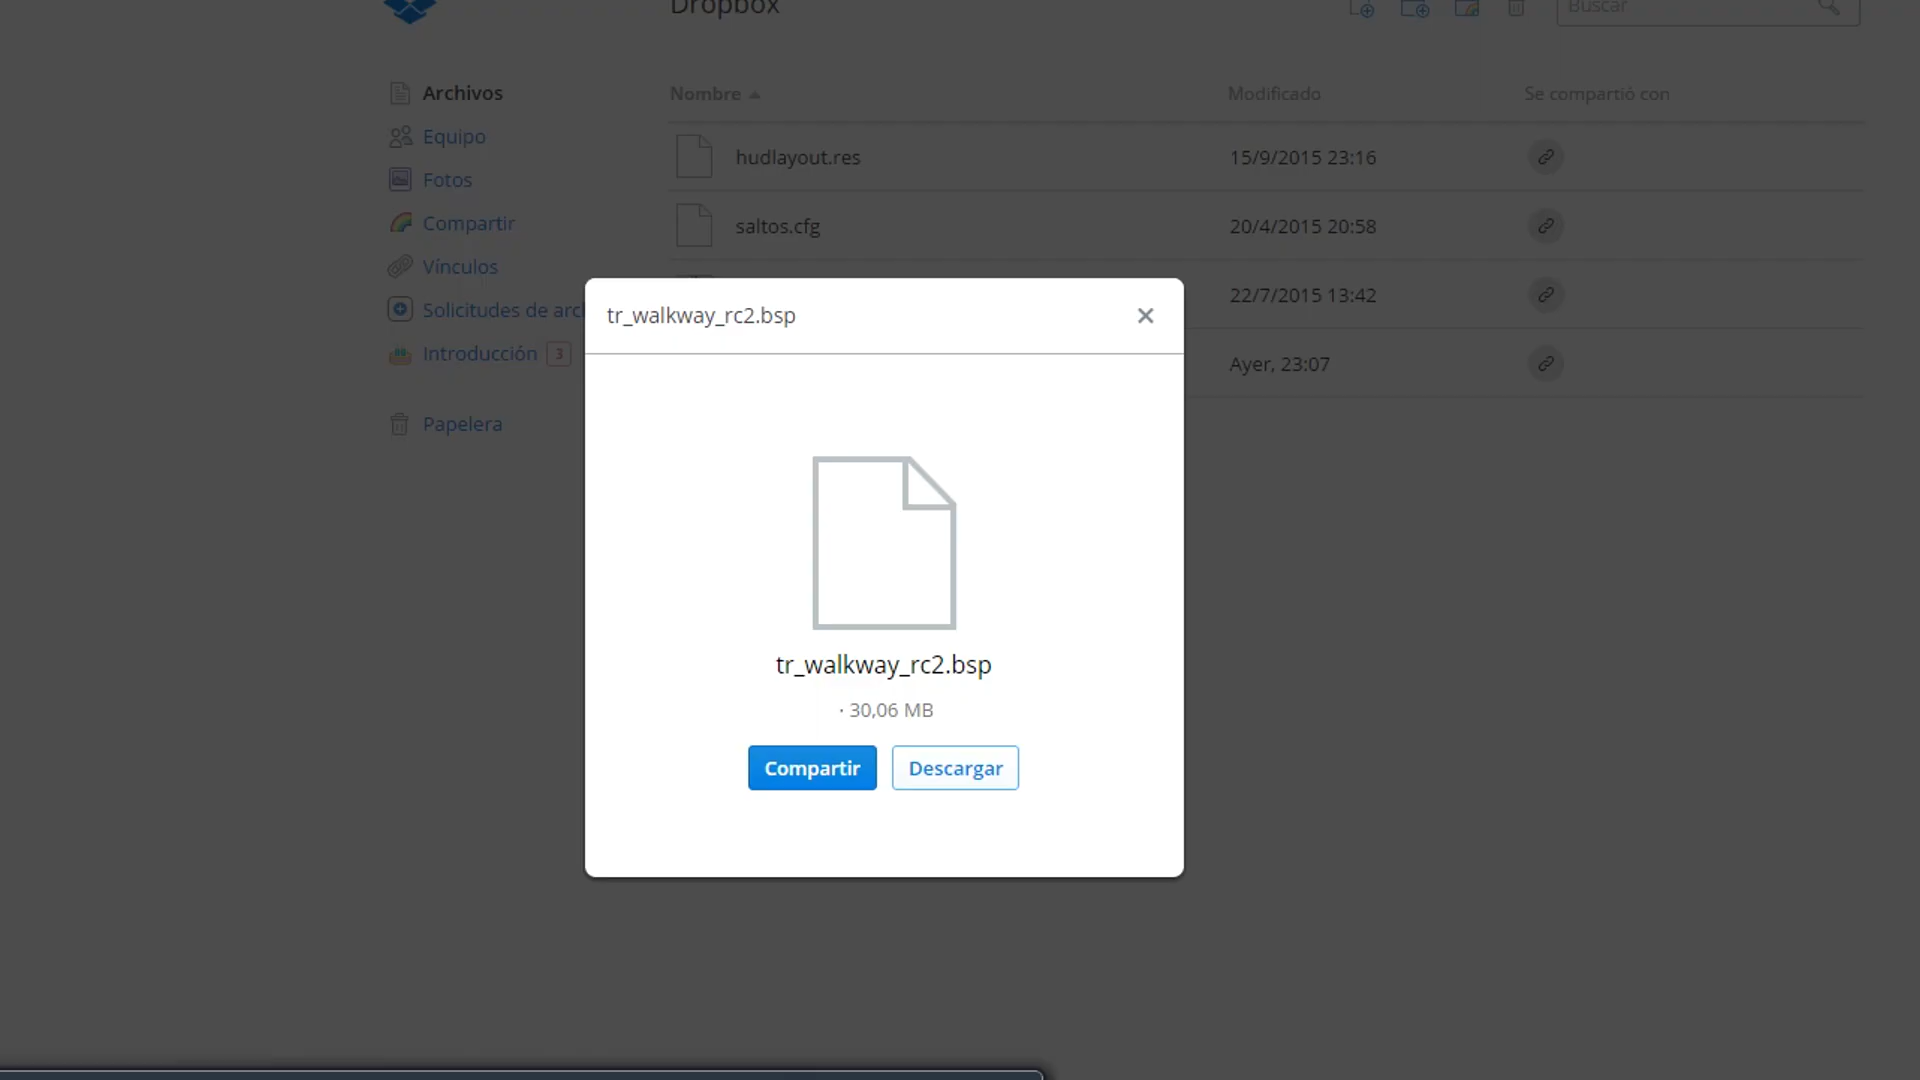 Dropbox
Buscar
Archivos
Equipo
Fotos
Compartir
Vínculos
Solicitudes de arc
Introducción 3
Papelera
Nombre Modificado Se compartió con
hudlayout.res 15/9/2015 23:16
saltos.cfg 20/4/2015 20:58
22/7/2015 13:42
Ayer, 23:07
tr_walkway_rc2.bsp
tr_walkway_rc2.bsp
· 30,06 MB
Compartir Descargar